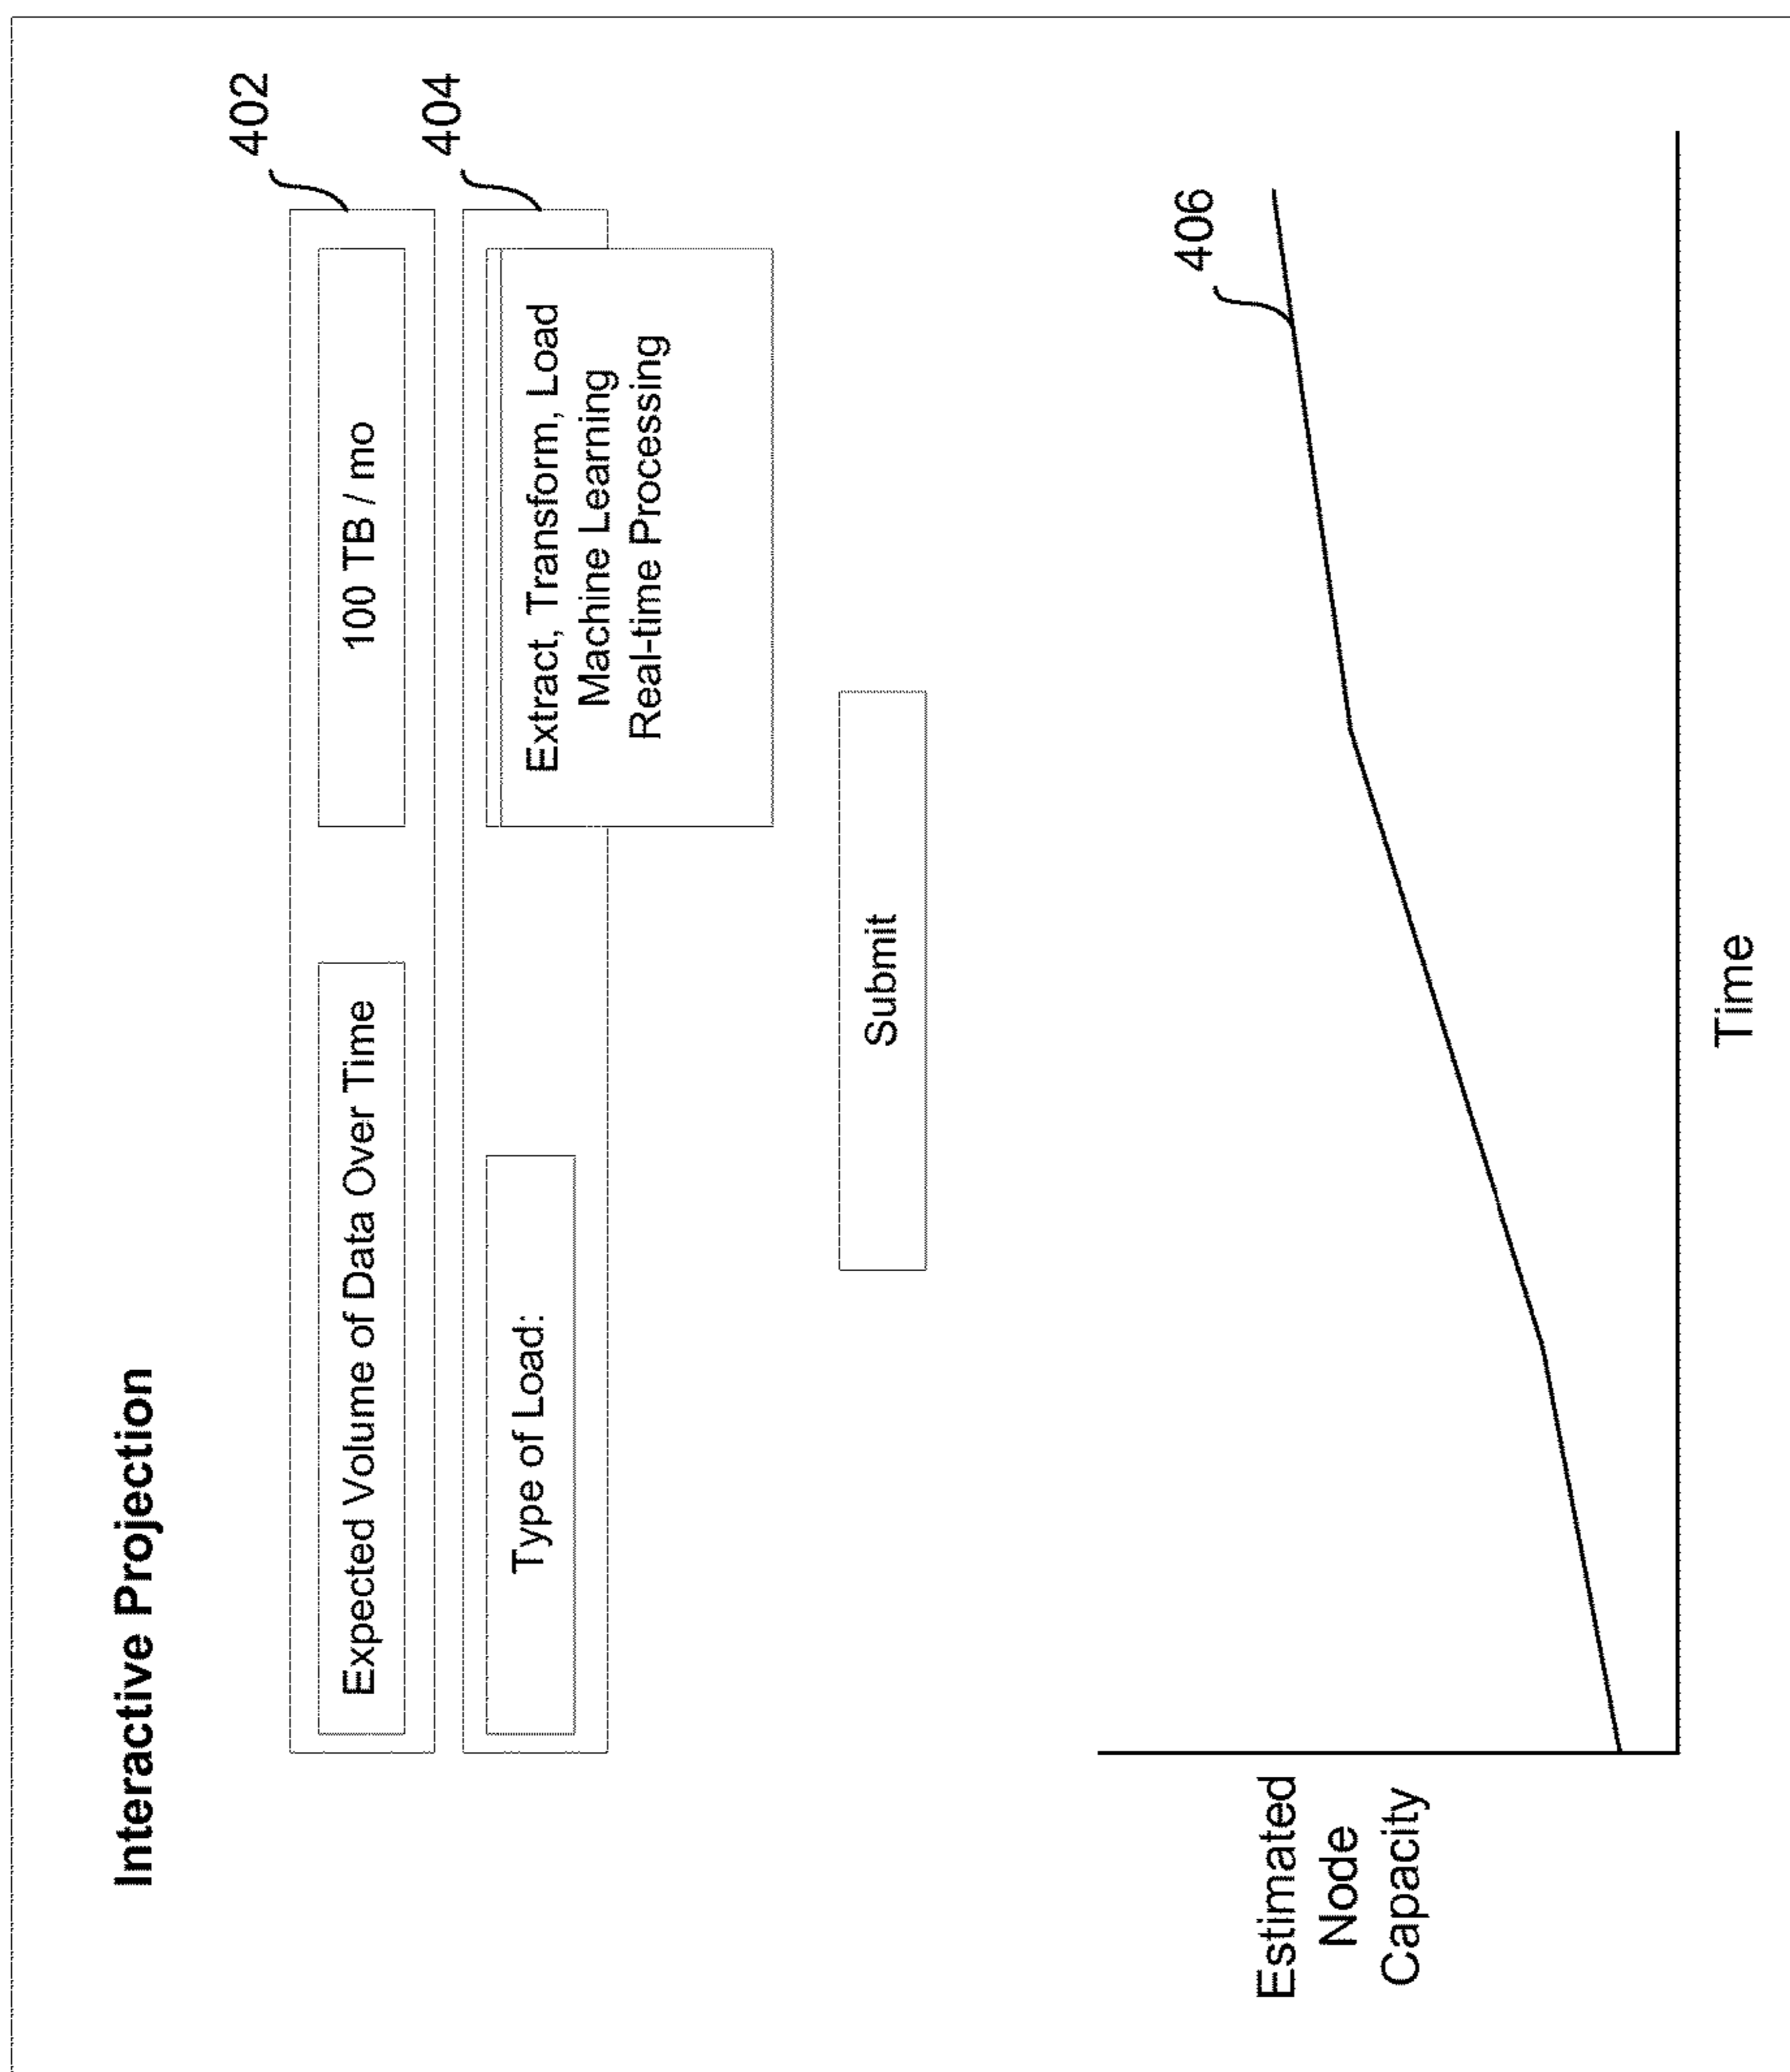 Interactive Projection
402
Expected Volume of Data Over Time
100 TB / mo
404
Type of Load:
Extract, Transform, Load
Machine Learning
Real-time Processing
Submit
406
Estimated
Node
Capacity
Time